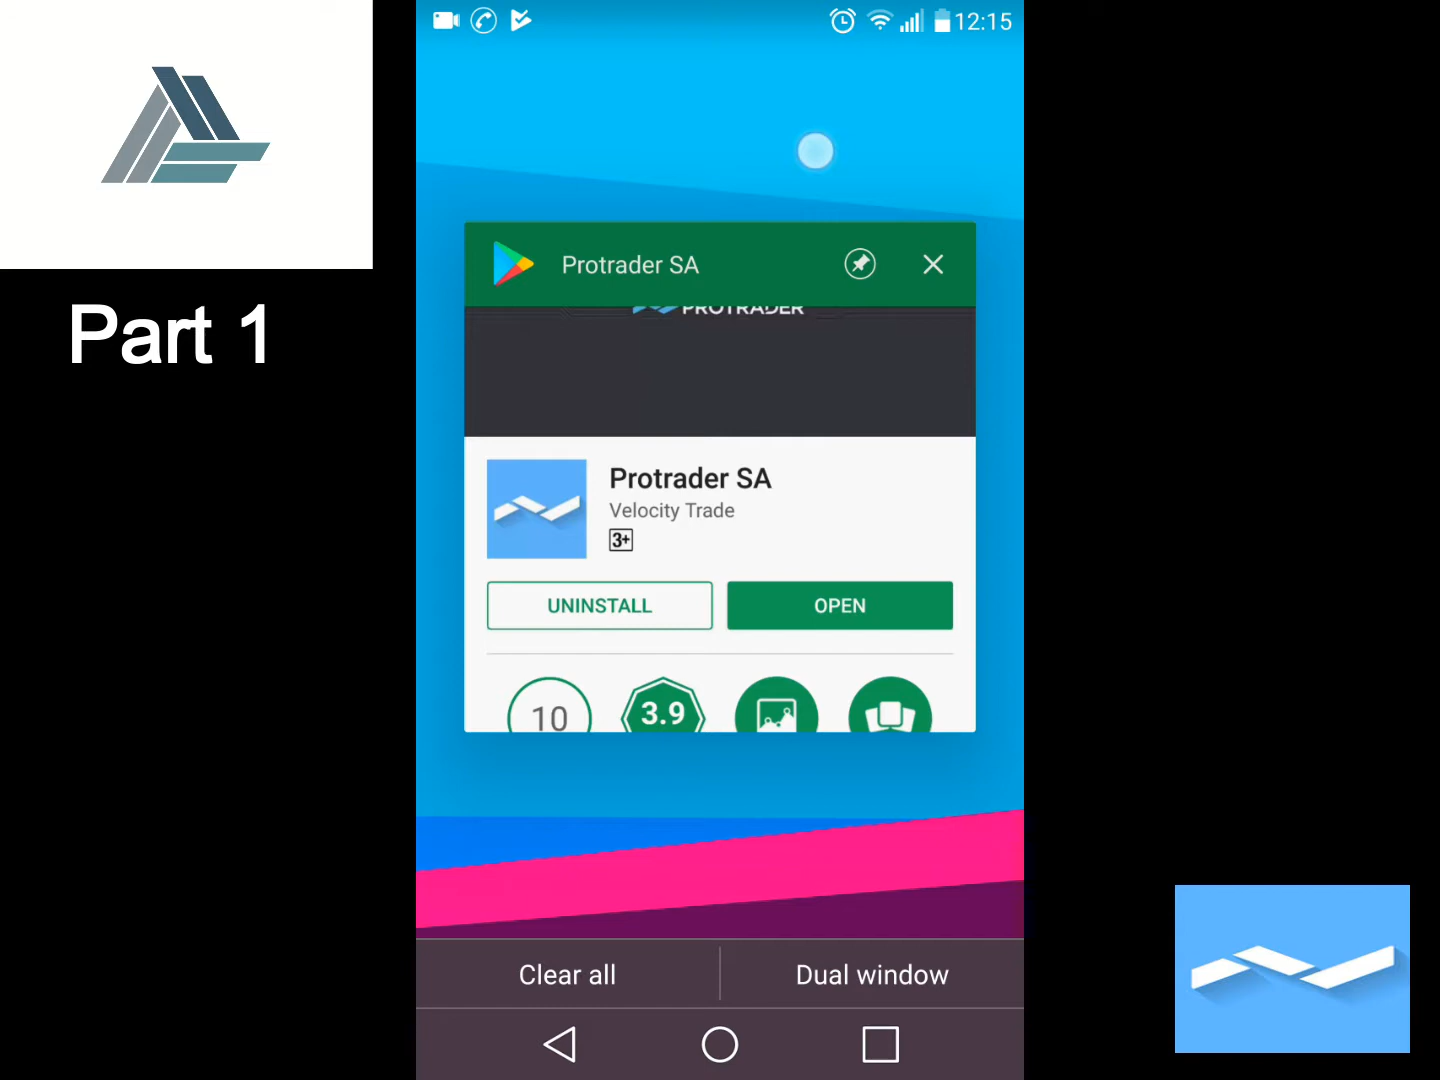 12:15
Part 1
Protrader SA
PROTRADER
Protrader SA
Velocity Trade
3+
UNINSTALL
OPEN
10
3.9
Clear all
Dual window